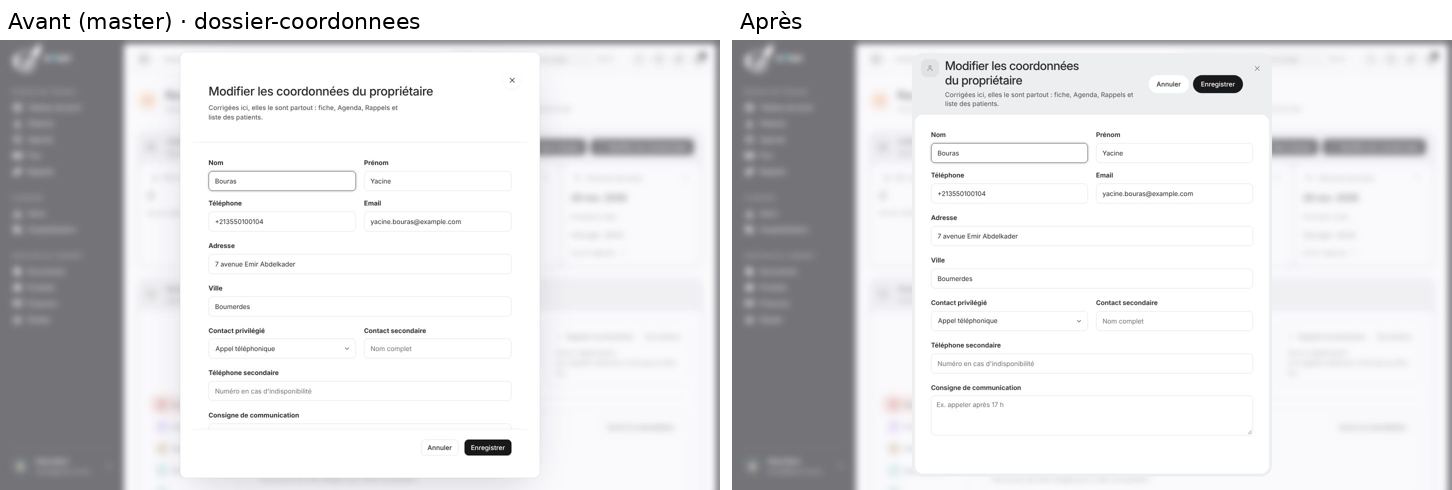 Avant (master) · dossier-coordonnees
Modifier les coordonnées du propriétaire
Corrigées ici, elles le sont partout : fiche, Agenda, Rappels et
liste des patients.
Nom
Prénom
Bouras
Yacine
Téléphone
Email
+213550100104
yacine.bouras@example.com
Adresse
7 avenue Emir Abdelkader
Ville
Boumerdes
Contact privilégié
Contact secondaire
Appel téléphonique
Nom complet
Téléphone secondaire
Numéro en cas d'indisponibilité
Consigne de communication
Annuler
Enregistrer
Après
Modifier les coordonnées
du propriétaire
Corrigées ici, elles le sont partout : fiche, Agenda, Rappels et
liste des patients.
Annuler
Enregistrer
Nom
Prénom
Bouras
Yacine
Téléphone
Email
+213550100104
yacine.bouras@example.com
Adresse
7 avenue Emir Abdelkader
Ville
Boumerdes
Contact privilégié
Contact secondaire
Appel téléphonique
Nom complet
Téléphone secondaire
Numéro en cas d'indisponibilité
Consigne de communication
Ex. appeler après 17 h